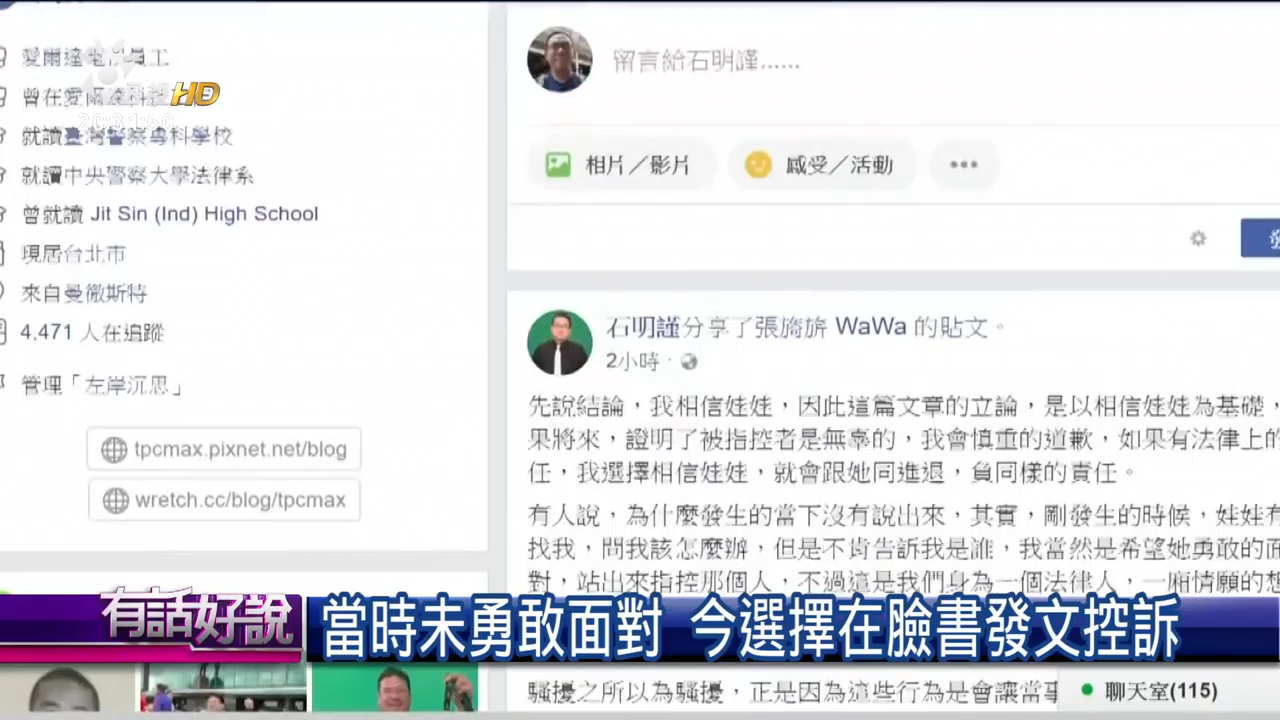 愛爾達電視員工
HD
曾在愛爾達科技
20:31:50
就讀臺灣警察專科學校
就讀中央警察大學法律系
曾就讀 Jit Sin (Ind) High School
現居台北市
來自曼徹斯特
4,471 人在追蹤
管理「左岸沉思」
tpcmax.pixnet.net/blog
wretch.cc/blog/tpcmax
留言給石明謹......
相片／影片
感受／活動
石明謹分享了張旖旂 WaWa 的貼文。
2小時
先說結論，我相信娃娃，因此這篇文章的立論，是以相信娃娃為基礎，
果將來，證明了被指控者是無辜的，我會慎重的道歉，如果有法律上的
任，我選擇相信娃娃，就會跟她同進退，負同樣的責任。
有人說，為什麼發生的當下沒有說出來，其實，剛發生的時候，娃娃有
找我，問我該怎麼辦，但是不肯告訴我是誰，我當然是希望她勇敢的面
對，站出來指控那個人，不過這是我們身為一個法律人，一廂情願的想
有話好說
當時未勇敢面對 今選擇在臉書發文控訴
騷擾之所以為騷擾，正是因為這些行為是會讓當事
聊天室(115)